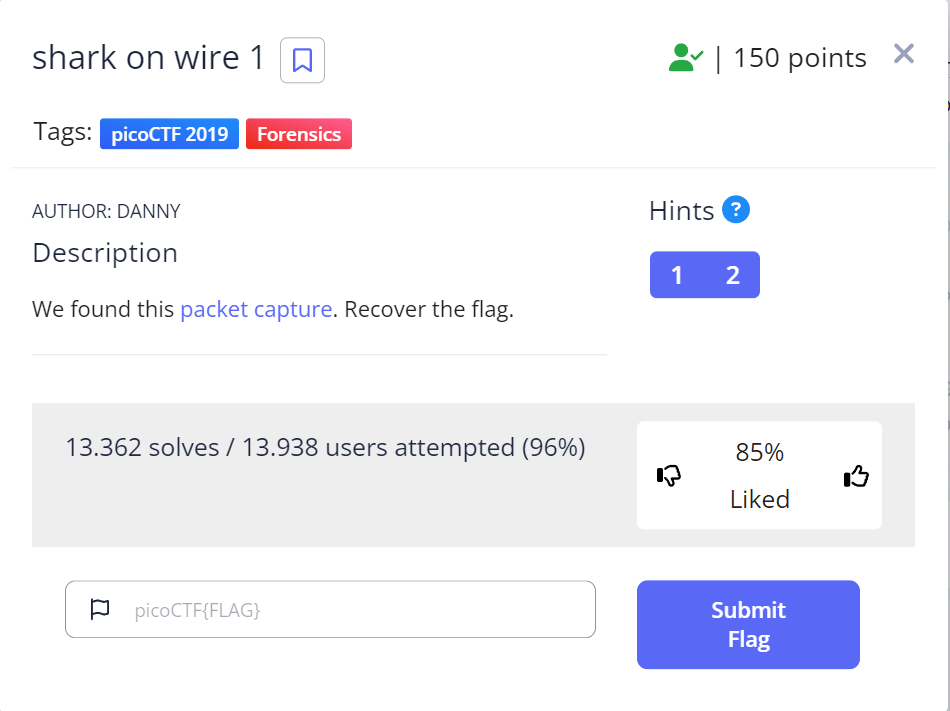 shark on wire 1
| 150 points
Tags: picoCTF 2019 Forensics
AUTHOR: DANNY
Description
We found this packet capture. Recover the flag.
Hints ?
1 2
13.362 solves / 13.938 users attempted (96%)
85%
Liked
picoCTF{FLAG}
Submit
Flag